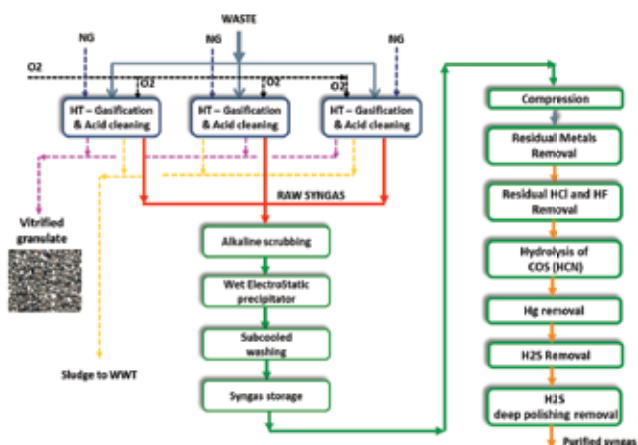 WASTE
NG
NG
NG
O2
O2
O2
O2
HT – Gasification
& Acid cleaning
HT – Gasification
& Acid cleaning
HT – Gasification
& Acid cleaning
RAW SYNGAS
Vitrified
granulate
Sludge to WWT
Alkaline scrubbing
Wet ElectroStatic
precipitator
Subcooled
washing
Syngas storage
Compression
Residual Metals
Removal
Residual HCl and HF
Removal
Hydrolysis of
COS (HCN)
Hg removal
H2S Removal
H2S
deep polishing removal
Purified syngas